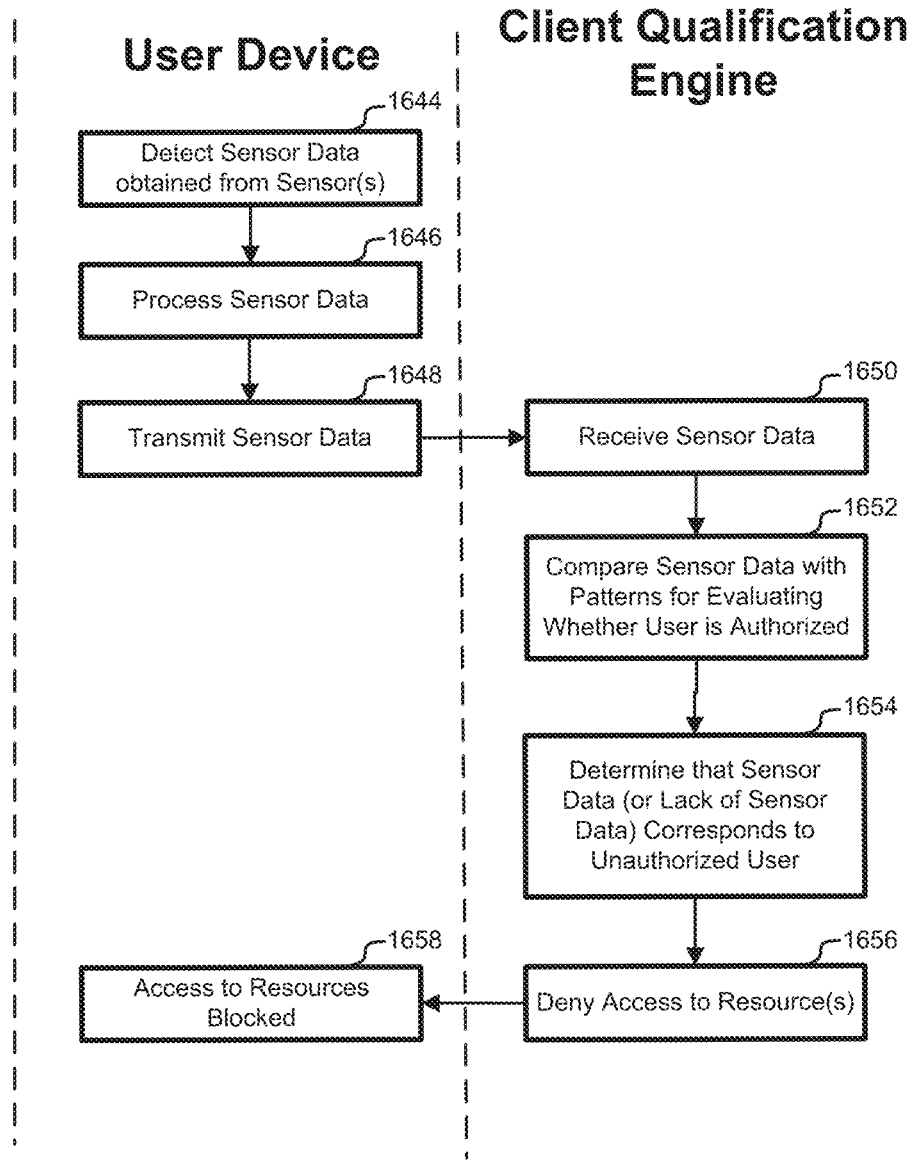 User Device
Client Qualification
Engine
1644
Detect Sensor Data
obtained from Sensor(s)
1646
Process Sensor Data
1648
Transmit Sensor Data
1650
Receive Sensor Data
1652
Compare Sensor Data with
Patterns for Evaluating
Whether User is Authorized
1654
Determine that Sensor
Data (or Lack of Sensor
Data) Corresponds to
Unauthorized User
1656
Deny Access to Resource(s)
1658
Access to Resources
Blocked